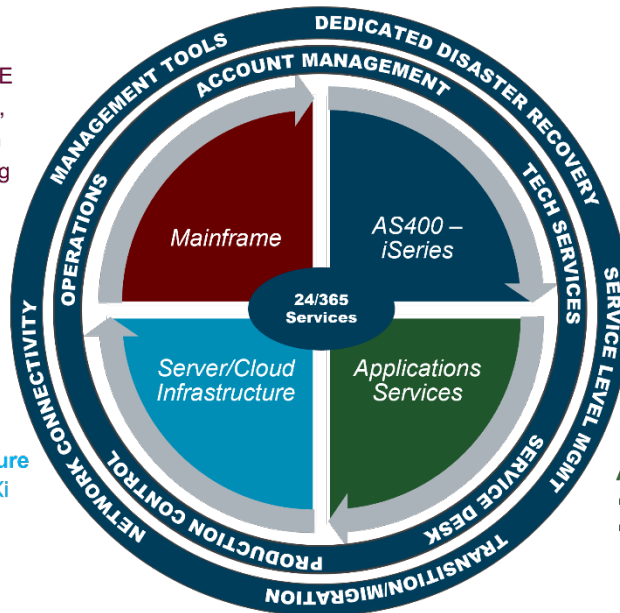 DEDICATED DISASTER RECOVERY
MANAGEMENT TOOLS
ACCOUNT MANAGEMENT
OPERATIONS
TECH SERVICES
Mainframe
AS400 –
iSeries
24/365
Services
Server/Cloud
Infrastructure
Applications
Services
SERVICE LEVEL MGMT
NETWORK CONNECTIVITY
PRODUCTION CONTROL
SERVICE DESK
TRANSITION/MIGRATION